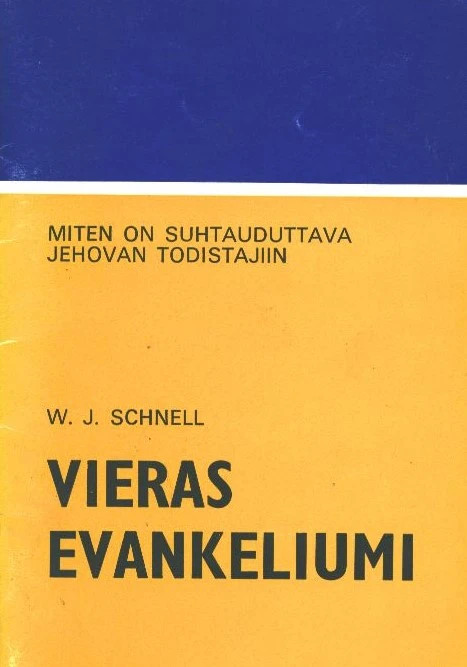 MITEN ON SUHTAUDUTTAVA
JEHOVAN TODISTAJIIN
W. J. SCHNELL
VIERAS
EVANKELIUMI